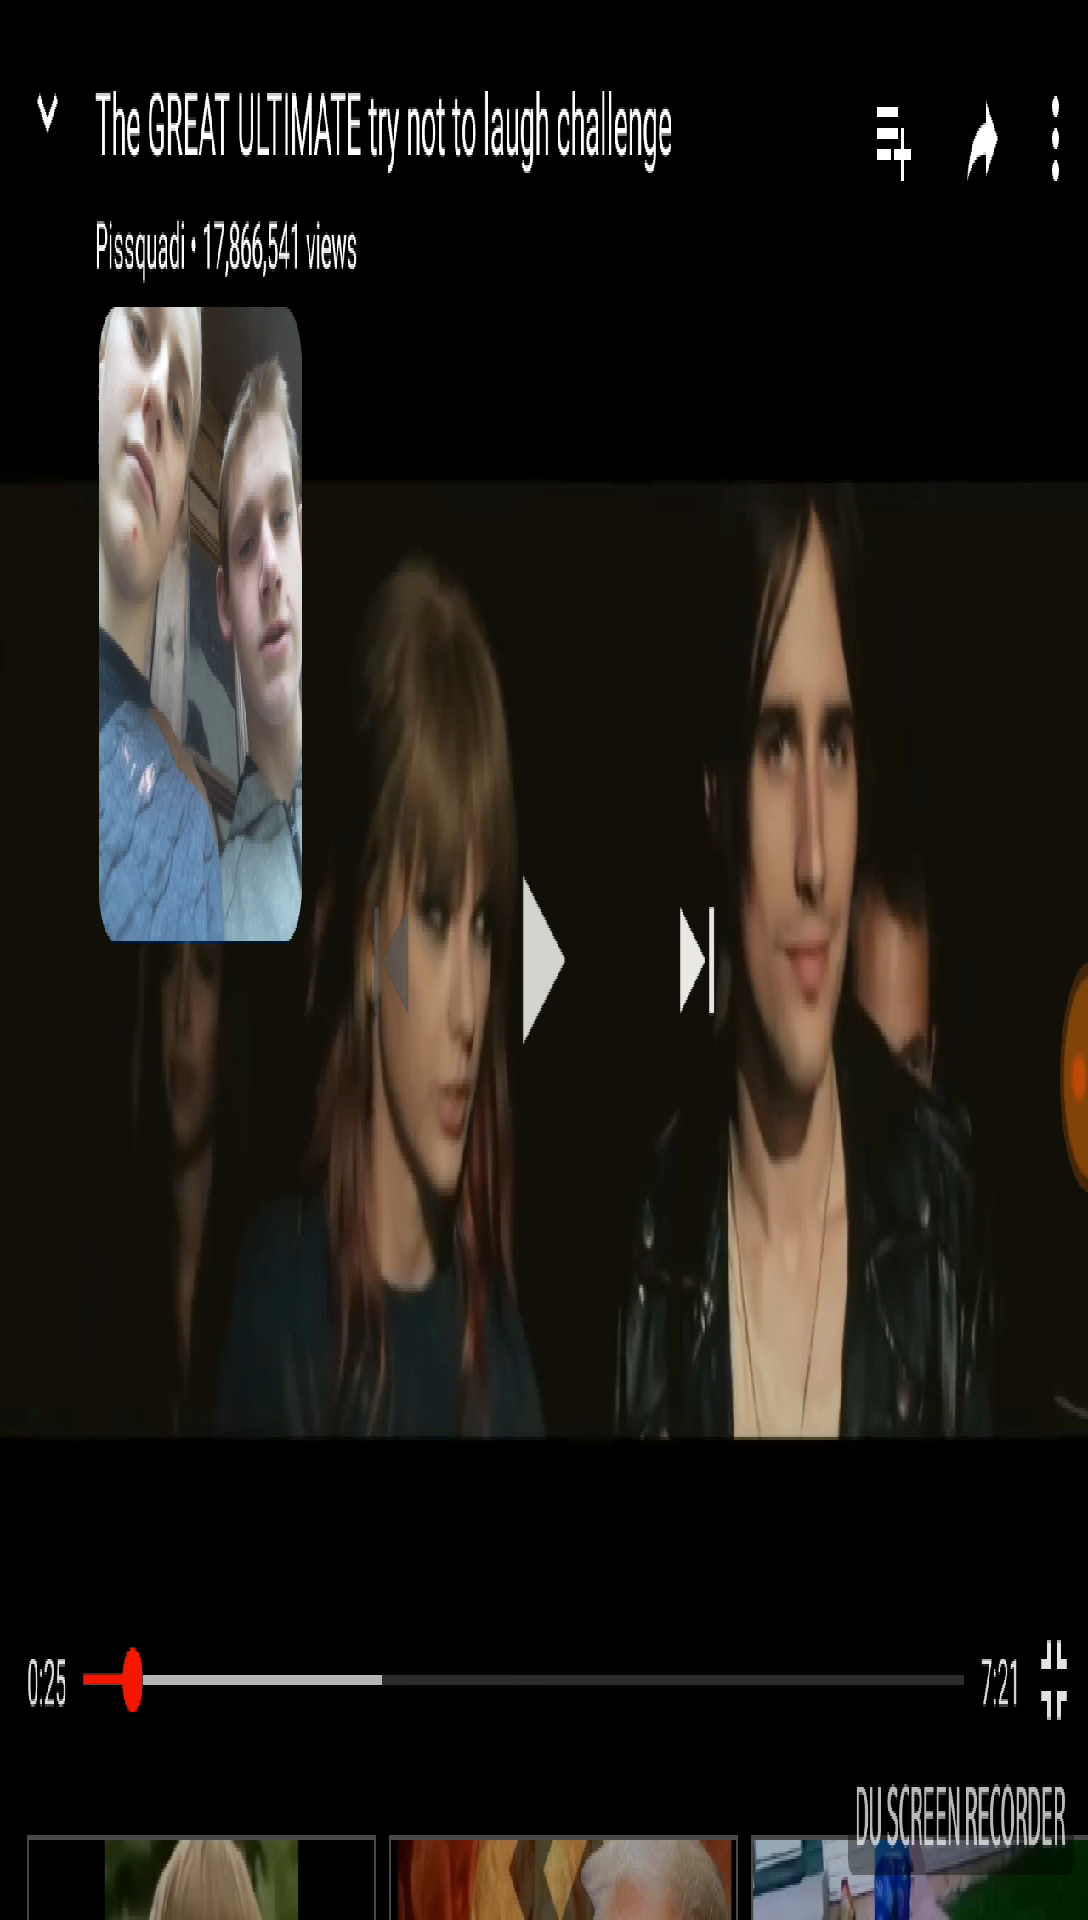 The GREAT ULTIMATE try not to laugh challenge
Pissquadi • 17,866,541 views
0:25
7:21
DU SCREEN RECORDER